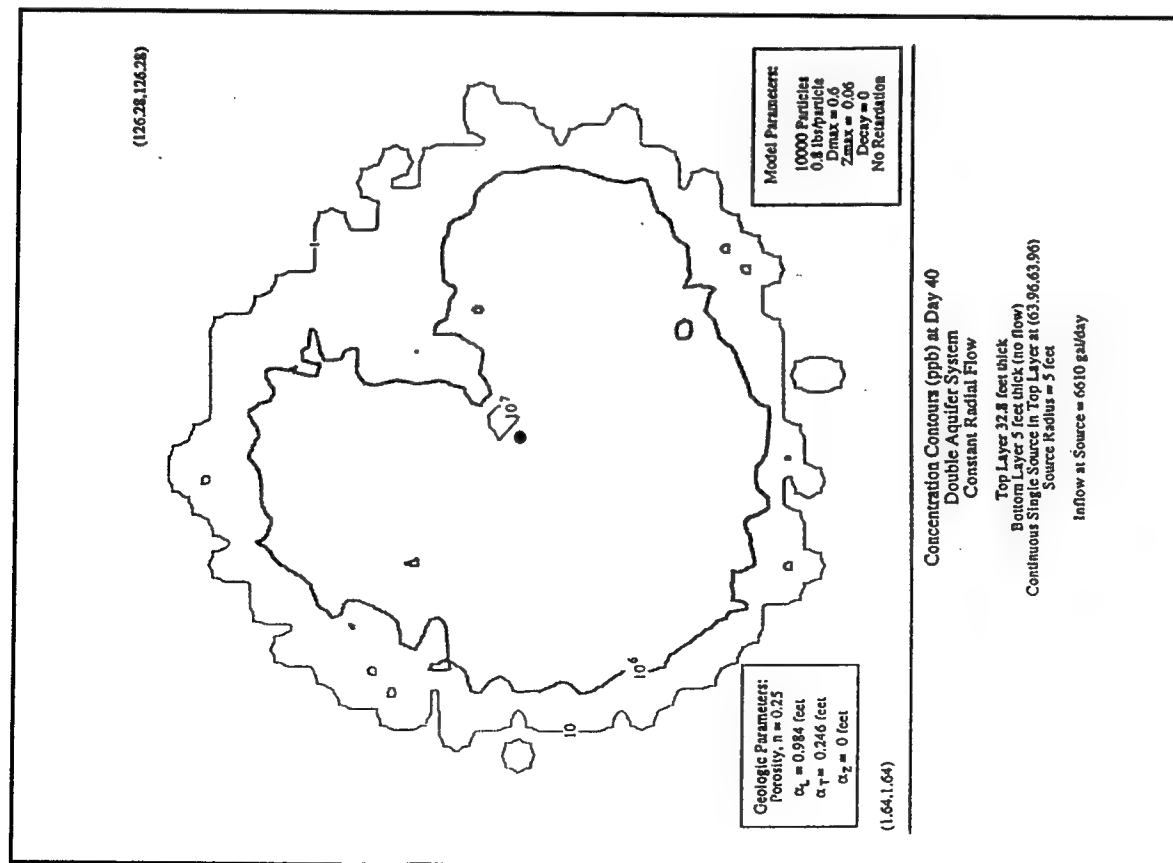 (126.28,126.28)
1
10⁷
10⁶
10
Geologic Parameters:
Porosity, n = 0.25
α_L = 0.984 feet
α_T = 0.246 feet
α_Z = 0 feet
Model Parameters:
10000 Particles
0.8 lbs/particle
Dmax = 0.6
Zmax = 0.06
Decay = 0
No Retardation
(1.64,1.64)
Concentration Contours (ppb) at Day 40
Double Aquifer System
Constant Radial Flow
Top Layer 32.8 feet thick
Bottom Layer 5 feet thick (no flow)
Continuous Single Source in Top Layer at (63.96,63.96)
Source Radius = 5 feet
Inflow at Source = 6610 gal/day